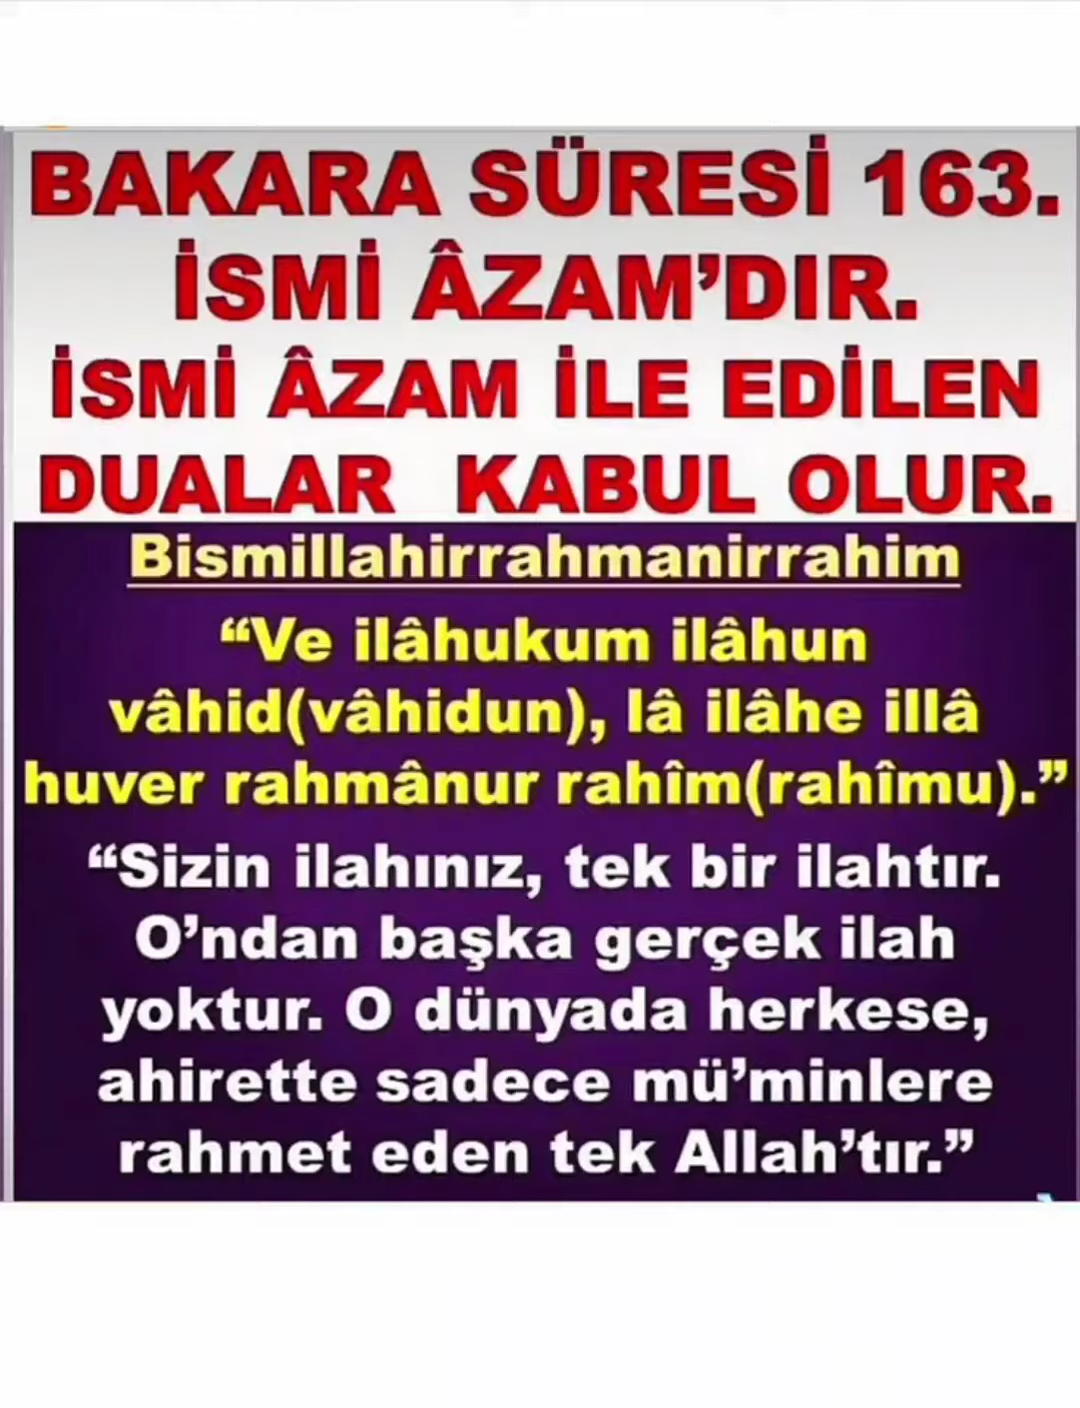 BAKARA SÜRESİ 163.
İSMİ ÂZAM’DIR.
İSMİ ÂZAM İLE EDİLEN
DUALAR KABUL OLUR.
Bismillahirrahmanirrahim
“Ve ilâhukum ilâhun
vâhid(vâhidun), lâ ilâhe illâ
huver rahmânur rahîm(rahîmu).”
“Sizin ilahınız, tek bir ilahtır.
O’ndan başka gerçek ilah
yoktur. O dünyada herkese,
ahirette sadece mü’minlere
rahmet eden tek Allah’tır.”